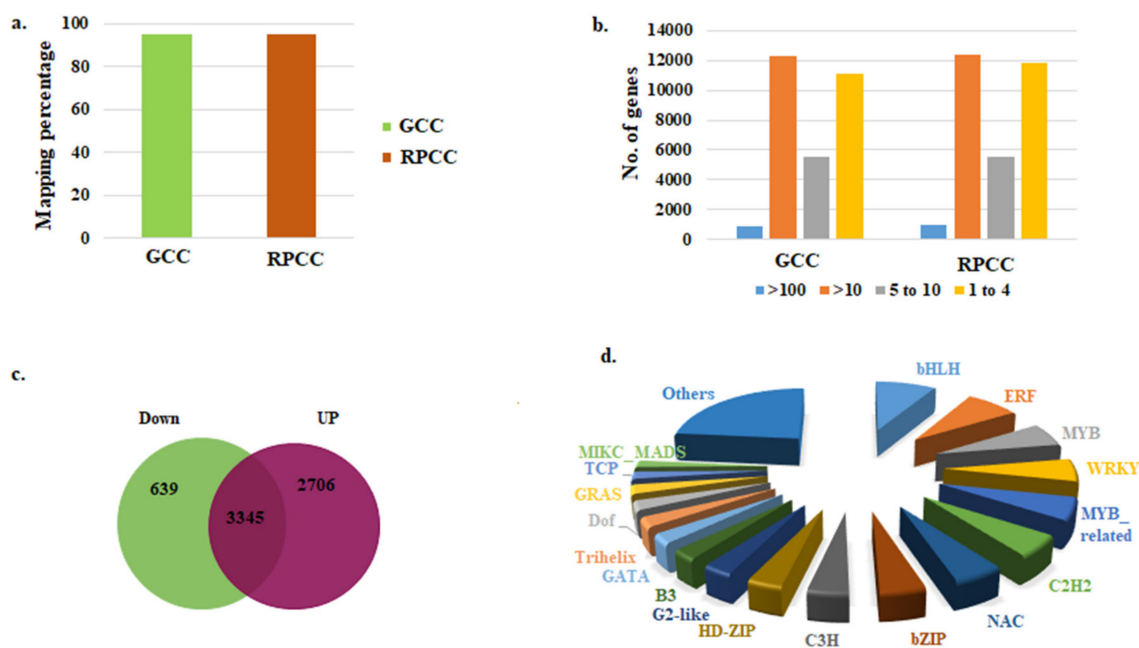 a.
Mapping percentage
100
80
60
40
20
0
GCC
RPCC
GCC
RPCC
b.
No. of genes
14000
12000
10000
8000
6000
4000
2000
0
GCC
RPCC
>100
>10
5 to 10
1 to 4
c.
Down
UP
639
3345
2706
d.
bHLH
ERF
MYB
WRKY
MYB_
related
C2H2
NAC
bZIP
C3H
HD-ZIP
G2-like
B3
GATA
Trihelix
Dof
GRAS
TCP
MIKC_MADS
Others